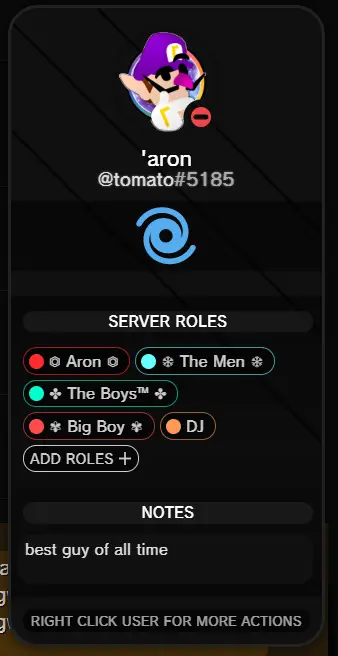 'aron
@tomato#5185
SERVER ROLES
۞ Aron ۞
❄ The Men ❄
✤ The Boys™ ✤
✾ Big Boy ✾
DJ
ADD ROLES +
NOTES
best guy of all time
RIGHT CLICK USER FOR MORE ACTIONS